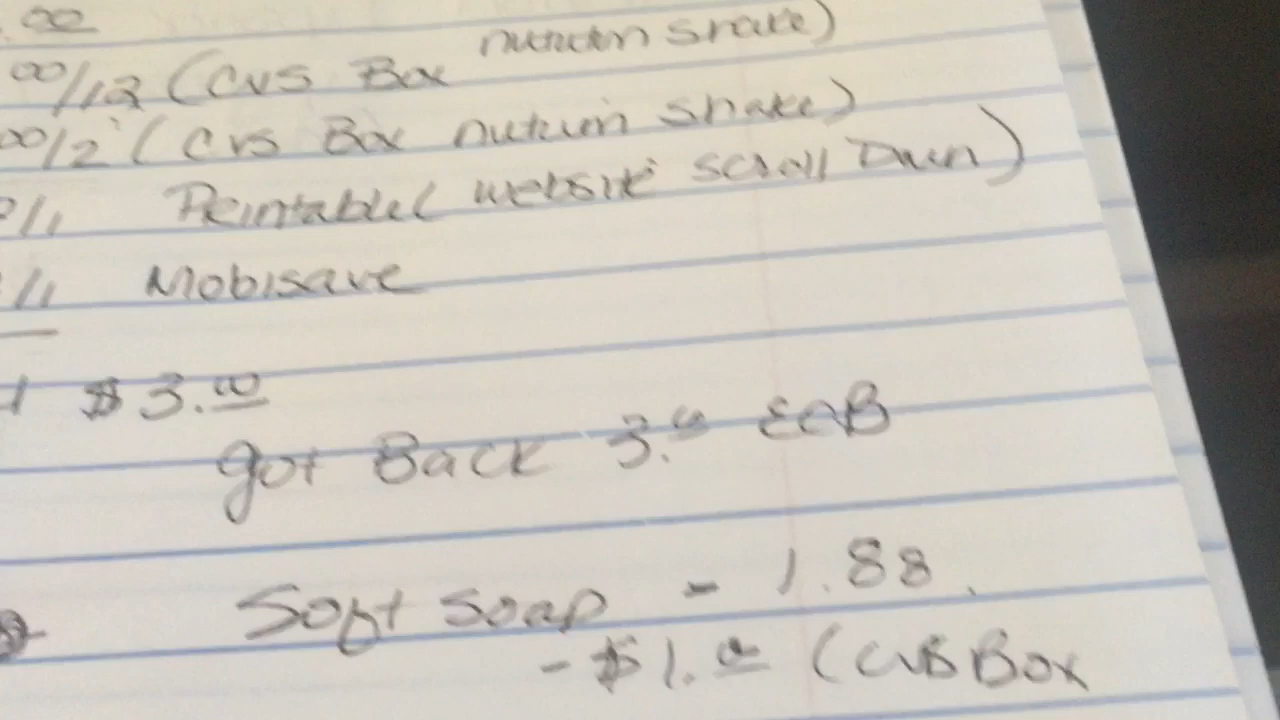 .00
nutrition shake)
00/12 (CVS Box
00/2 (CVS Box nutrition shake)
/1 Printable( website scroll Down)
/1 Mobisave
$3.00
got Back 3. ECB
Soft Soap - 1.88
-$1.00 (CVS Box